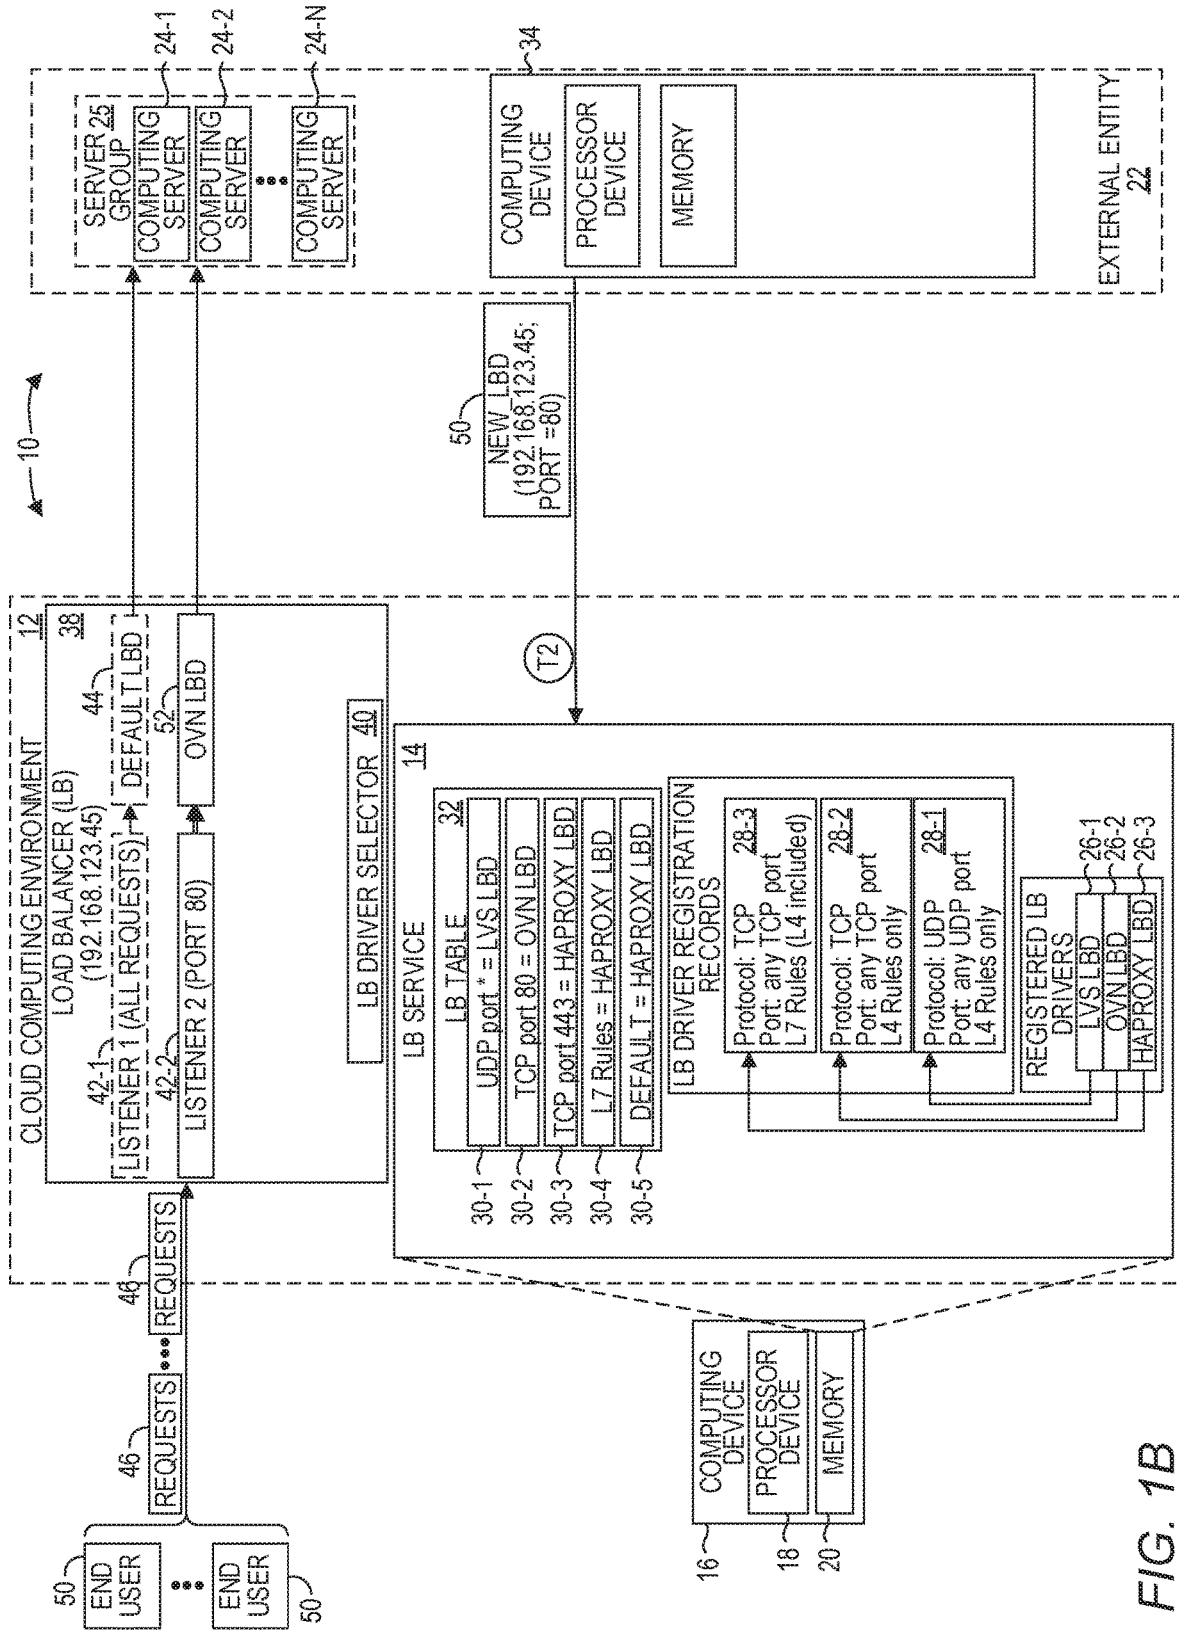 10
CLOUD COMPUTING ENVIRONMENT 12
LOAD BALANCER (LB) 38
(192.168.123.45)
42-1
LISTENER 1 (ALL REQUESTS)
44
DEFAULT LBD
42-2
LISTENER 2 (PORT 80)
52
OVN LBD
LB DRIVER SELECTOR 40
46
REQUESTS
46
REQUESTS
50
END
USER
END
USER
50
SERVER 25
GROUP
COMPUTING
SERVER
24-1
COMPUTING
SERVER
24-2
COMPUTING
SERVER
24-N
34
COMPUTING
DEVICE
PROCESSOR
DEVICE
MEMORY
EXTERNAL ENTITY
22
50
NEW_LBD
(192.168.123.45;
PORT =80)
T2
LB SERVICE 14
LB TABLE 32
30-1
UDP port * = LVS LBD
30-2
TCP port 80 = OVN LBD
30-3
TCP port 443 = HAPROXY LBD
30-4
L7 Rules = HAPROXY LBD
30-5
DEFAULT = HAPROXY LBD
LB DRIVER REGISTRATION
RECORDS
Protocol: TCP 28-3
Port: any TCP port
L7 Rules (L4 included)
Protocol: TCP 28-2
Port: any TCP port
L4 Rules only
Protocol: UDP 28-1
Port: any UDP port
L4 Rules only
REGISTERED LB
DRIVERS
LVS LBD 26-1
OVN LBD 26-2
HAPROXY LBD 26-3
16
COMPUTING
DEVICE
18
PROCESSOR
DEVICE
20
MEMORY
FIG. 1B